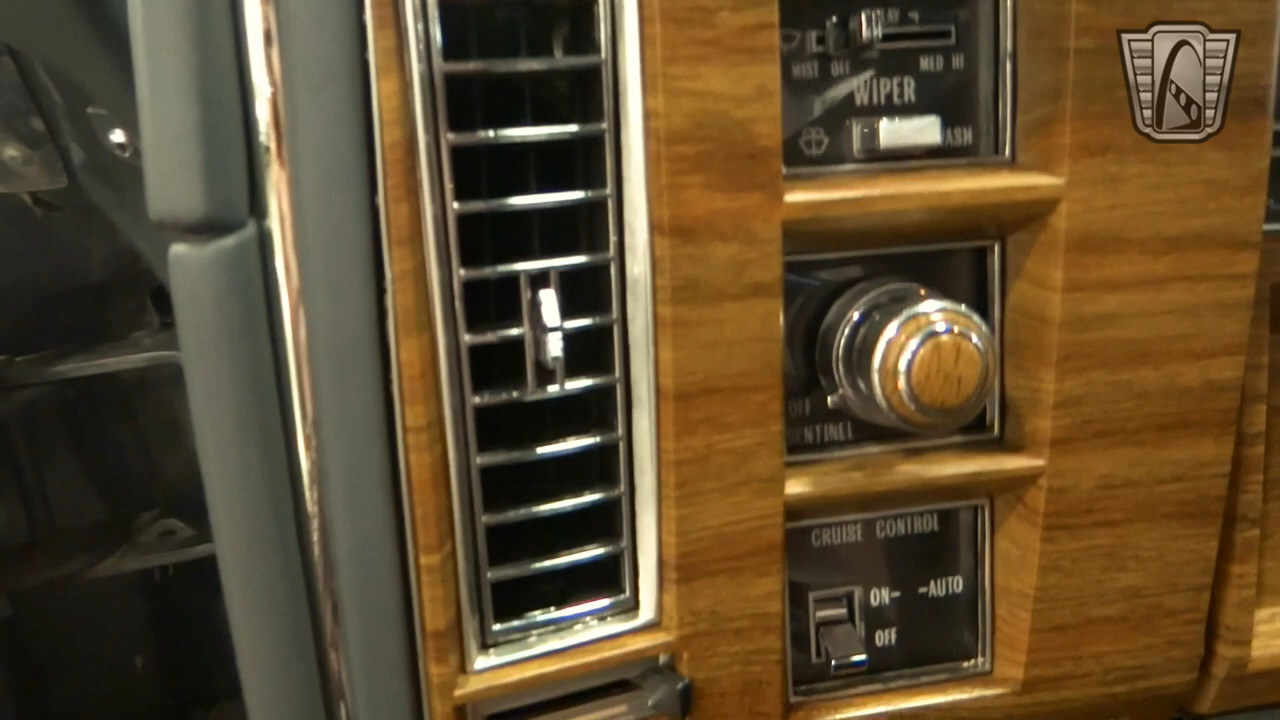 DELAY
MIST OFF MED HI
WIPER
WASH
OFF
SENTINEL
CRUISE CONTROL
ON- -AUTO
OFF